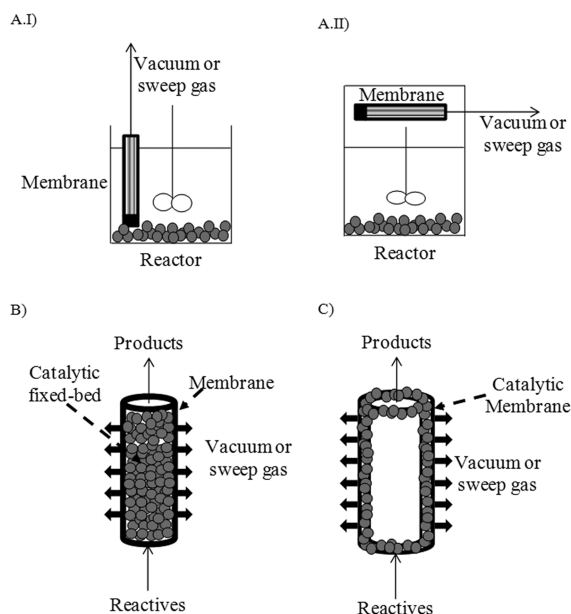 A.I)
Vacuum or
sweep gas
Membrane
Reactor
A.II)
Membrane
Vacuum or
sweep gas
Reactor
B)
Products
Catalytic
fixed-bed
Membrane
Vacuum or
sweep gas
Reactives
C)
Products
Catalytic
Membrane
Vacuum or
sweep gas
Reactives